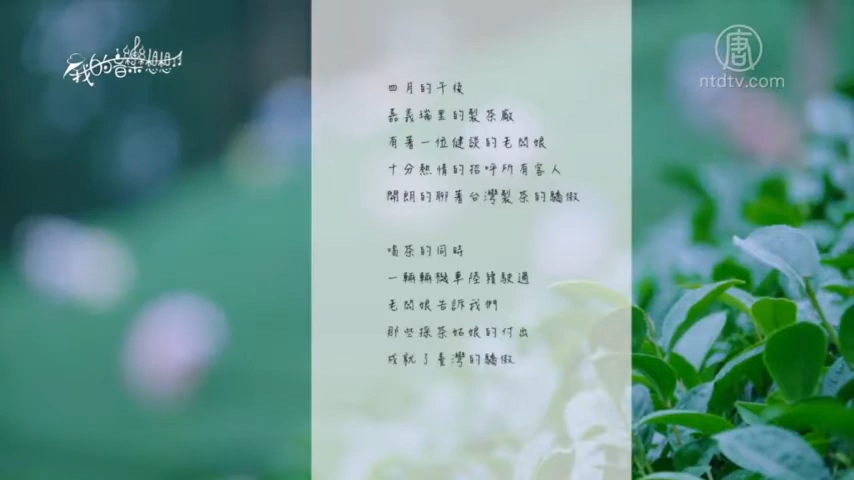 我的音樂想想
唐
ntdtv.com
四月的午後
嘉義瑞里的製茶廠
有著一位健談的老闆娘
十分熱情的招呼所有客人
開朗的聊著台灣製茶的驕傲
喝茶的同時
一輛輛機車陸續駛過
老闆娘告訴我們
那些採茶姑娘的付出
成就了臺灣的驕傲